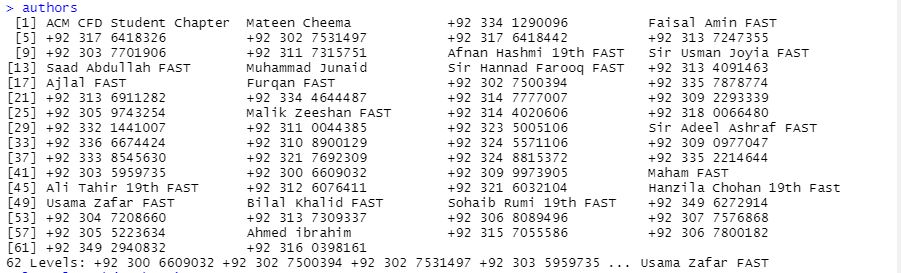 > authors
[1] ACM CFD Student Chapter Mateen Cheema +92 334 1290096 Faisal Amin FAST
[5] +92 317 6418326 +92 302 7531497 +92 317 6418442 +92 313 7247355
[9] +92 303 7701906 +92 311 7315751 Afnan Hashmi 19th FAST Sir Usman Joyia FAST
[13] Saad Abdullah FAST Muhammad Junaid Sir Hannad Farooq FAST +92 313 4091463
[17] Ajlal FAST Furqan FAST +92 302 7500394 +92 335 7878774
[21] +92 313 6911282 +92 334 4644487 +92 314 7777007 +92 309 2293339
[25] +92 305 9743254 Malik Zeeshan FAST +92 314 4020606 +92 318 0066480
[29] +92 332 1441007 +92 311 0044385 +92 323 5005106 Sir Adeel Ashraf FAST
[33] +92 336 6674424 +92 310 8900129 +92 324 5571106 +92 309 0977047
[37] +92 333 8545630 +92 321 7692309 +92 324 8815372 +92 335 2214644
[41] +92 303 5959735 +92 300 6609032 +92 309 9973905 Maham FAST
[45] Ali Tahir 19th FAST +92 312 6076411 +92 321 6032104 Hanzila Chohan 19th Fast
[49] Usama Zafar FAST Bilal Khalid FAST Sohaib Rumi 19th FAST +92 349 6272914
[53] +92 304 7208660 +92 313 7309337 +92 306 8089496 +92 307 7576868
[57] +92 305 5223634 Ahmed ibrahim +92 315 7055586 +92 306 7800182
[61] +92 349 2940832 +92 316 0398161
62 Levels: +92 300 6609032 +92 302 7500394 +92 302 7531497 +92 303 5959735 ... Usama Zafar FAST